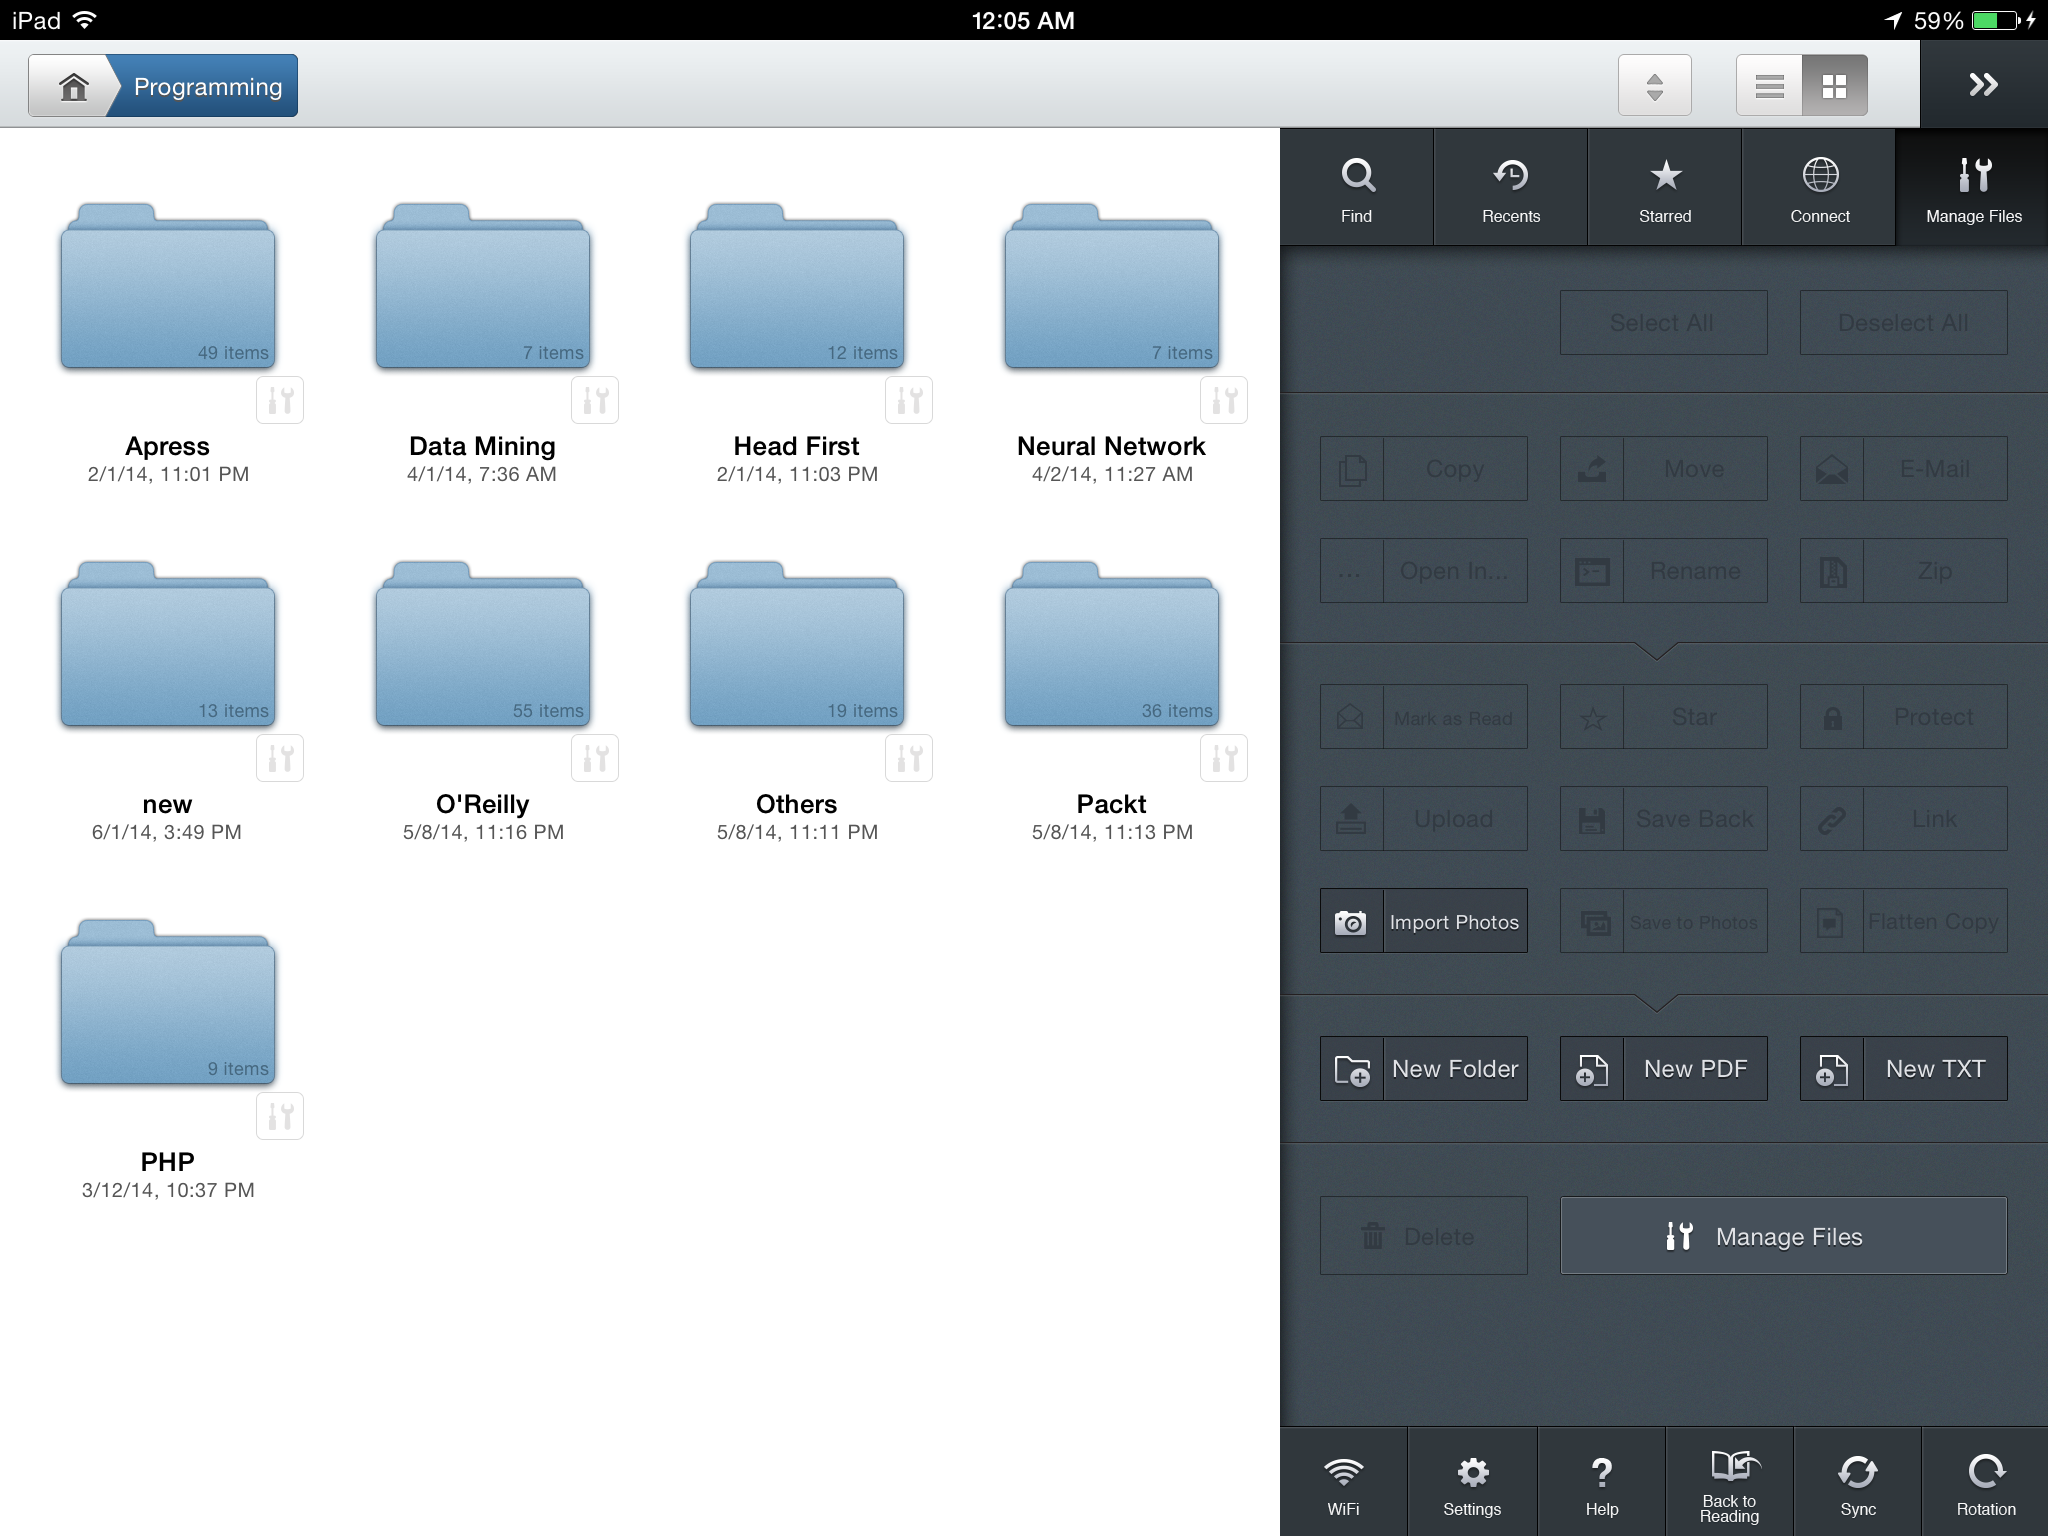 iPad
12:05 AM
59%
Programming
Find
Recents
Starred
Connect
Manage Files
Select All
Deselect All
49 items
7 items
12 items
7 items
Apress
Data Mining
Head First
Neural Network
2/1/14, 11:01 PM
4/1/14, 7:36 AM
2/1/14, 11:03 PM
4/2/14, 11:27 AM
Copy
Move
E-Mail
... Open In...
Rename
Zip
13 items
55 items
19 items
36 items
new
O'Reilly
Others
Packt
6/1/14, 3:49 PM
5/8/14, 11:16 PM
5/8/14, 11:11 PM
5/8/14, 11:13 PM
Mark as Read
Star
Protect
Upload
Save Back
Link
Import Photos
Save to Photos
Flatten Copy
9 items
PHP
3/12/14, 10:37 PM
New Folder
New PDF
New TXT
Delete
Manage Files
WiFi
Settings
Help
Back to
Reading
Sync
Rotation